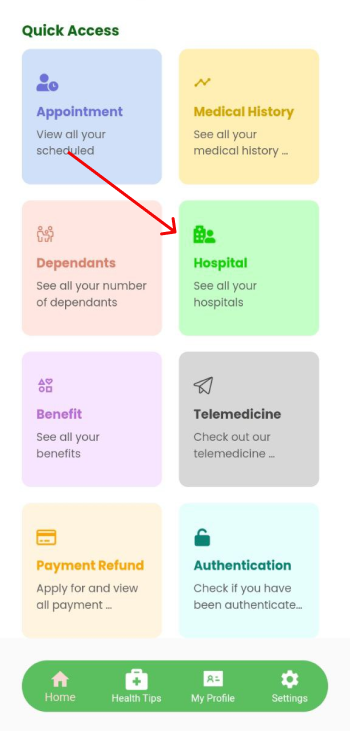 Quick Access
Appointment
View all your
scheduled
Medical History
See all your
medical history ...
Dependants
See all your number
of dependants
Hospital
See all your
hospitals
Benefit
See all your
benefits
Telemedicine
Check out our
telemedicine ...
Payment Refund
Apply for and view
all payment ...
Authentication
Check if you have
been authenticate...
Home
Health Tips
My Profile
Settings